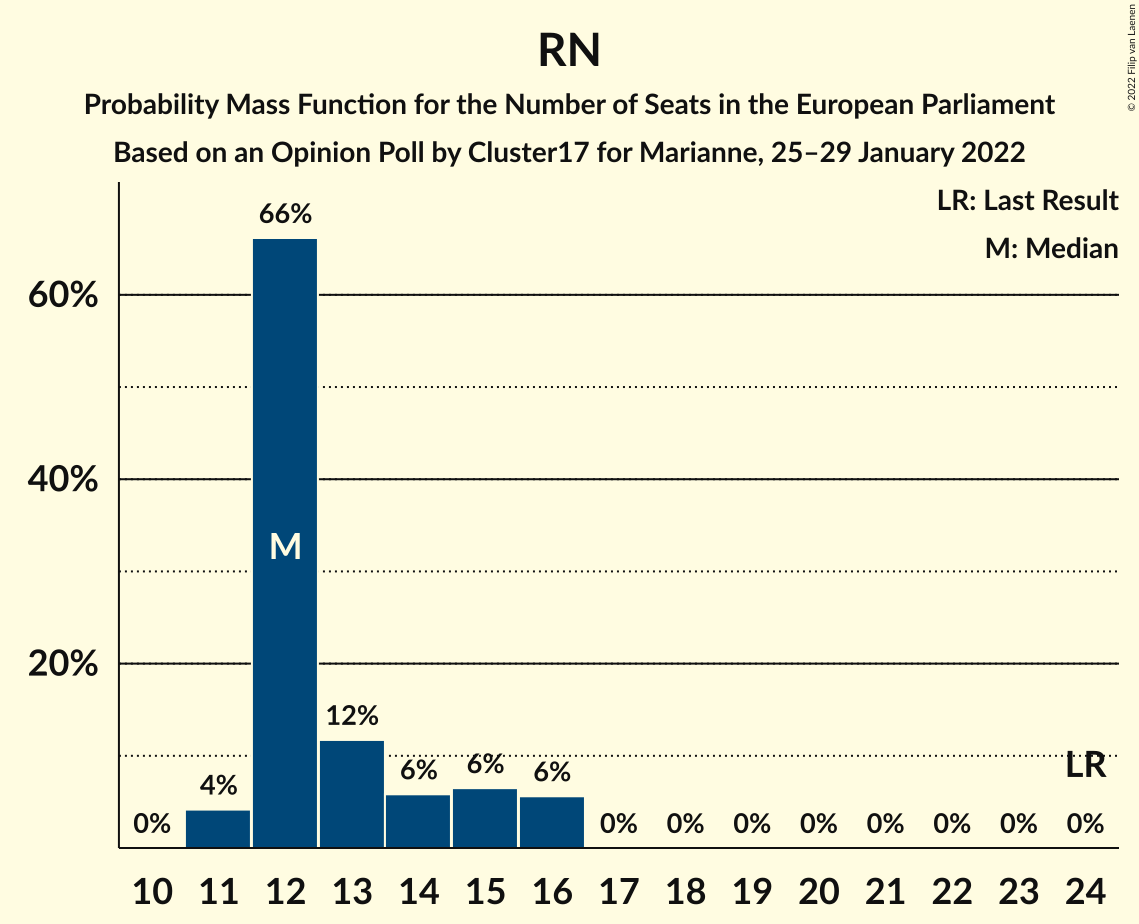 RN
Probability Mass Function for the Number of Seats in the European Parliament
Based on an Opinion Poll by Cluster17 for Marianne, 25–29 January 2022
© 2022 Filip van Laenen
LR: Last Result
M: Median
60%
40%
20%
0%
4%
66%
M
12%
6%
6%
6%
0%
0%
0%
0%
0%
0%
0%
0%
LR
10 11 12 13 14 15 16 17 18 19 20 21 22 23 24